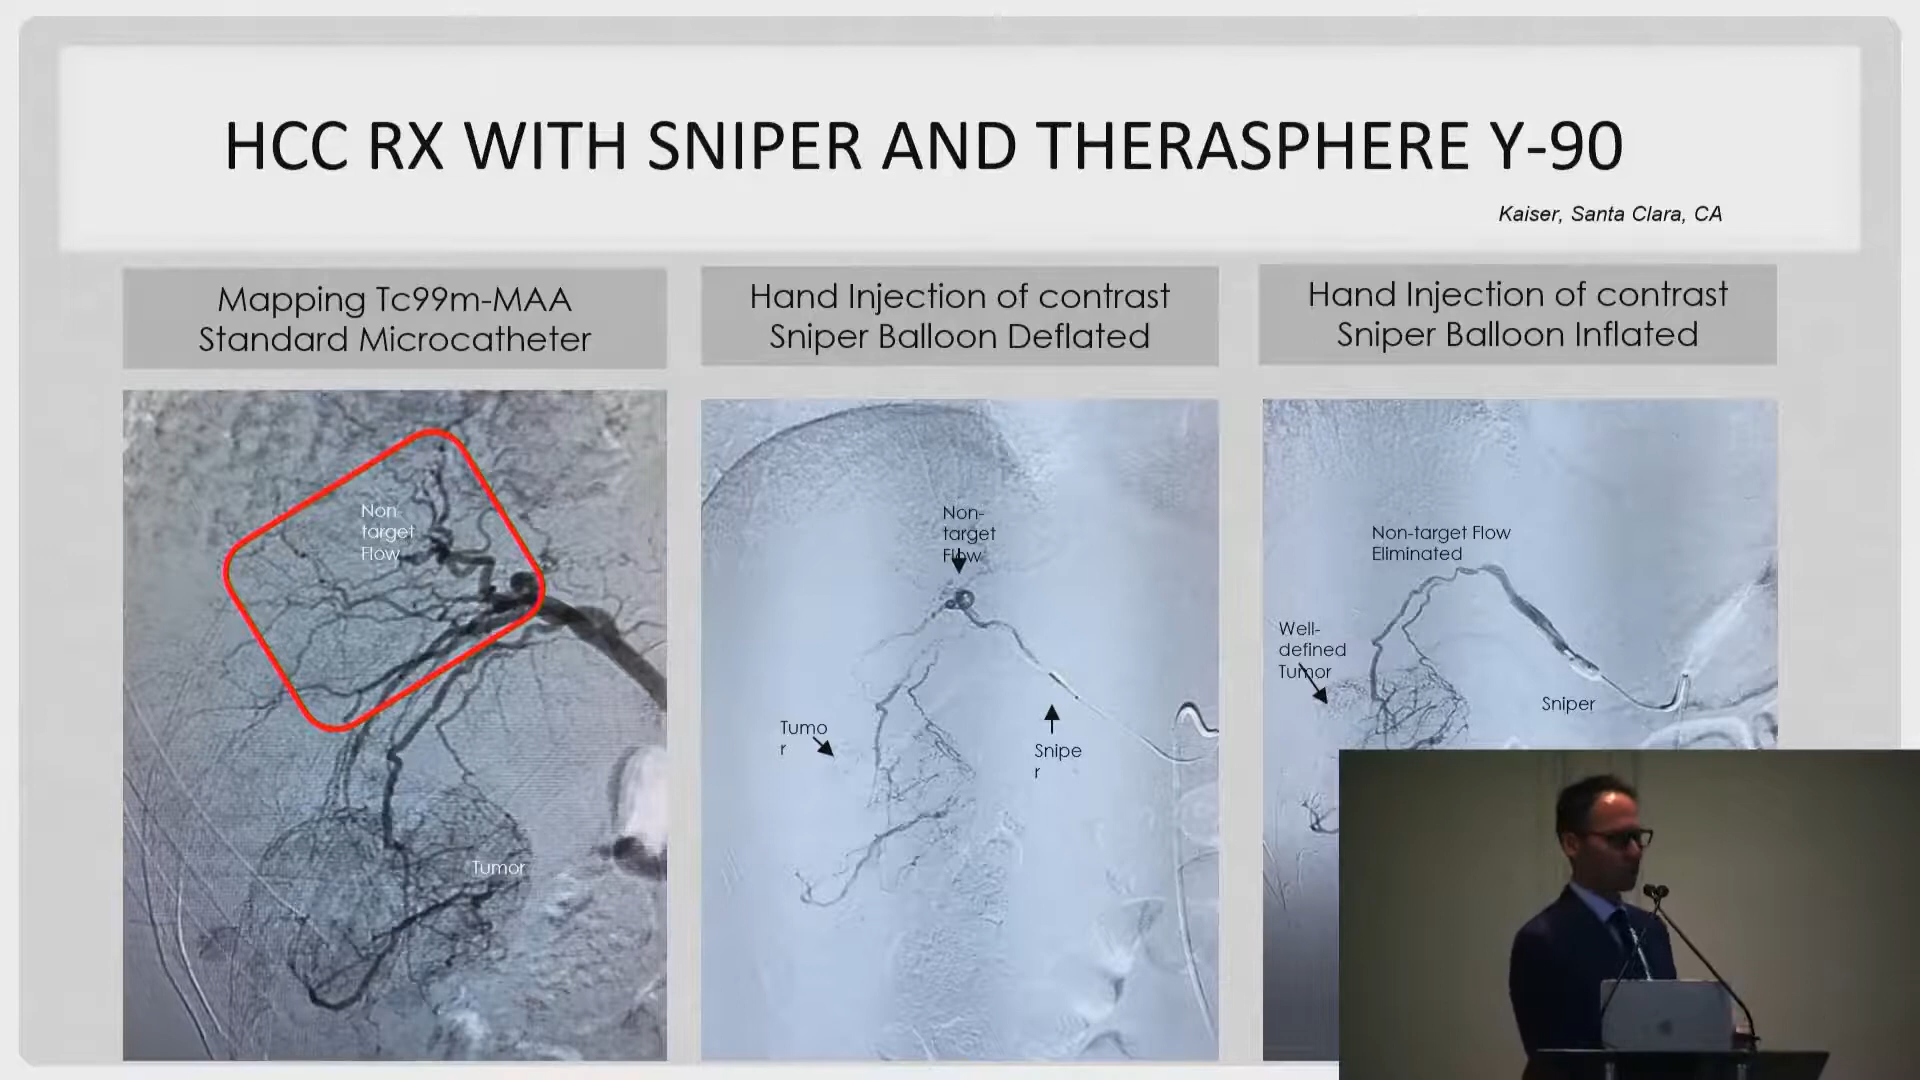 HCC RX WITH SNIPER AND THERASPHERE Y-90
Kaiser, Santa Clara, CA
Mapping Tc99m-MAA
Standard Microcatheter
Non-
target
Flow
Tumor
Hand Injection of contrast
Sniper Balloon Deflated
Non-
target
Flow
Tumo
r
Snipe
r
Hand Injection of contrast
Sniper Balloon Inflated
Non-target Flow
Eliminated
Well-
defined
Tumor
Sniper